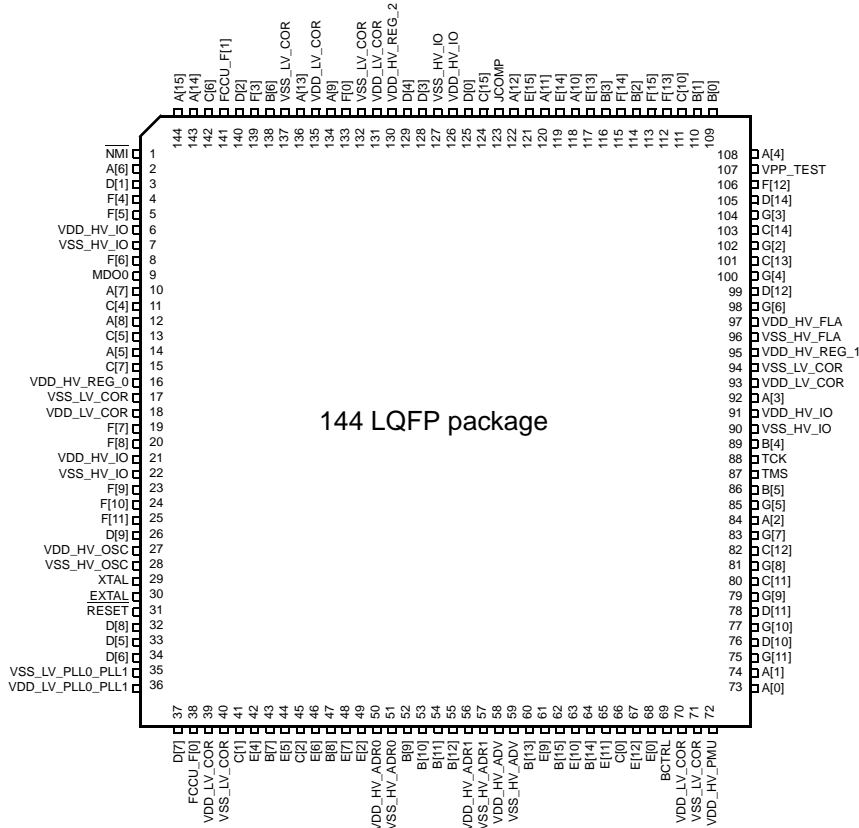 A[15]
A[14]
C[6]
FCCU_F[1]
D[2]
F[3]
B[6]
VSS_LV_COR
A[13]
VDD_LV_COR
A[9]
F[0]
VSS_LV_COR
VDD_LV_COR
VDD_HV_REG_2
D[4]
D[3]
VSS_HV_IO
VDD_HV_IO
D[0]
C[15]
JCOMP
A[12]
E[15]
A[11]
E[14]
A[10]
E[13]
B[3]
F[14]
B[2]
F[15]
F[13]
C[10]
B[1]
B[0]
144
143
142
141
140
139
138
137
136
135
134
133
132
131
130
129
128
127
126
125
124
123
122
121
120
119
118
117
116
115
114
113
112
111
110
109
NMI 1
A[6] 2
D[1] 3
F[4] 4
F[5] 5
VDD_HV_IO 6
VSS_HV_IO 7
F[6] 8
MDO0 9
A[7] 10
C[4] 11
A[8] 12
C[5] 13
A[5] 14
C[7] 15
VDD_HV_REG_0 16
VSS_LV_COR 17
VDD_LV_COR 18
F[7] 19
F[8] 20
VDD_HV_IO 21
VSS_HV_IO 22
F[9] 23
F[10] 24
F[11] 25
D[9] 26
VDD_HV_OSC 27
VSS_HV_OSC 28
XTAL 29
EXTAL 30
RESET 31
D[8] 32
D[5] 33
D[6] 34
VSS_LV_PLL0_PLL1 35
VDD_LV_PLL0_PLL1 36
144 LQFP package
108 A[4]
107 VPP_TEST
106 F[12]
105 D[14]
104 G[3]
103 C[14]
102 G[2]
101 C[13]
100 G[4]
99 D[12]
98 G[6]
97 VDD_HV_FLA
96 VSS_HV_FLA
95 VDD_HV_REG_1
94 VSS_LV_COR
93 VDD_LV_COR
92 A[3]
91 VDD_HV_IO
90 VSS_HV_IO
89 B[4]
88 TCK
87 TMS
86 B[5]
85 G[5]
84 A[2]
83 G[7]
82 C[12]
81 G[8]
80 C[11]
79 G[9]
78 D[11]
77 G[10]
76 D[10]
75 G[11]
74 A[1]
73 A[0]
37
38
39
40
41
42
43
44
45
46
47
48
49
50
51
52
53
54
55
56
57
58
59
60
61
62
63
64
65
66
67
68
69
70
71
72
D[7]
FCCU_F[0]
VDD_LV_COR
VSS_LV_COR
C[1]
E[4]
B[7]
E[5]
C[2]
E[6]
B[8]
E[7]
E[2]
VDD_HV_ADR0
VSS_HV_ADR0
B[9]
B[10]
B[11]
B[12]
VDD_HV_ADR1
VSS_HV_ADR1
VDD_HV_ADV
VSS_HV_ADV
B[13]
E[9]
B[15]
E[10]
B[14]
E[11]
C[0]
E[12]
E[0]
BCTRL
VDD_LV_COR
VSS_LV_COR
VDD_HV_PMU